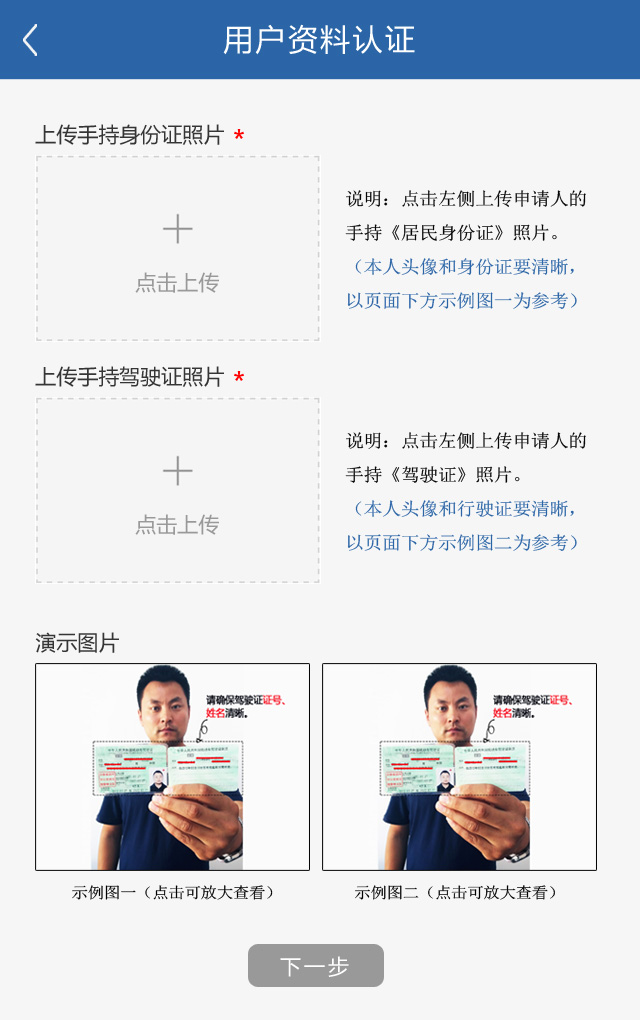 用户资料认证
上传手持身份证照片 *
点击上传
说明：点击左侧上传申请人的
手持《居民身份证》照片。
（本人头像和身份证要清晰，
以页面下方示例图一为参考）
上传手持驾驶证照片 *
点击上传
说明：点击左侧上传申请人的
手持《驾驶证》照片。
（本人头像和行驶证要清晰，
以页面下方示例图二为参考）
演示图片
请确保驾驶证证号、
姓名清晰。
请确保驾驶证证号、
姓名清晰。
示例图一（点击可放大查看）
示例图二（点击可放大查看）
下一步